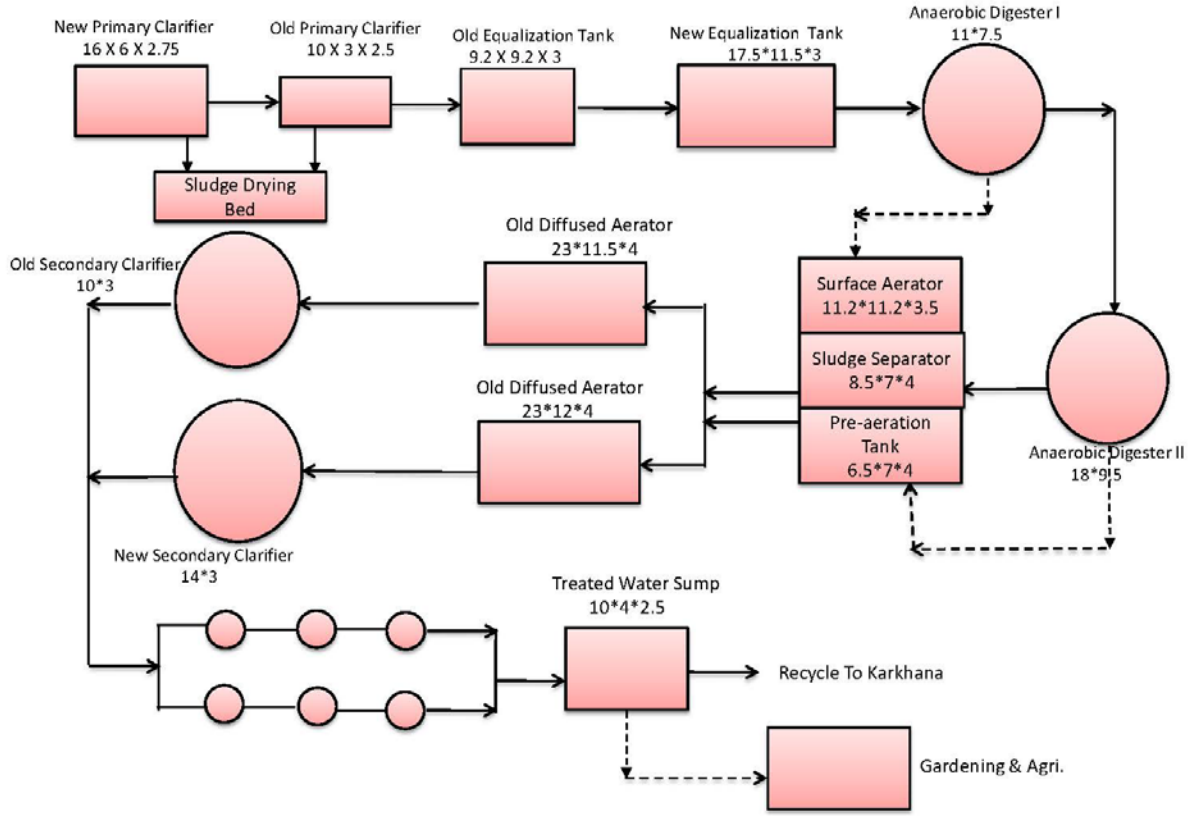 New Primary Clarifier
16 X 6 X 2.75
Old Primary Clarifier
10 X 3 X 2.5
Old Equalization Tank
9.2 X 9.2 X 3
New Equalization Tank
17.5*11.5*3
Anaerobic Digester I
11*7.5
Sludge Drying
Bed
Old Secondary Clarifier
10*3
Old Diffused Aerator
23*11.5*4
Surface Aerator
11.2*11.2*3.5
Sludge Separator
8.5*7*4
Pre-aeration
Tank
6.5*7*4
Old Diffused Aerator
23*12*4
Anaerobic Digester II
18*9.5
New Secondary Clarifier
14*3
Treated Water Sump
10*4*2.5
Recycle To Karkhana
Gardening & Agri.